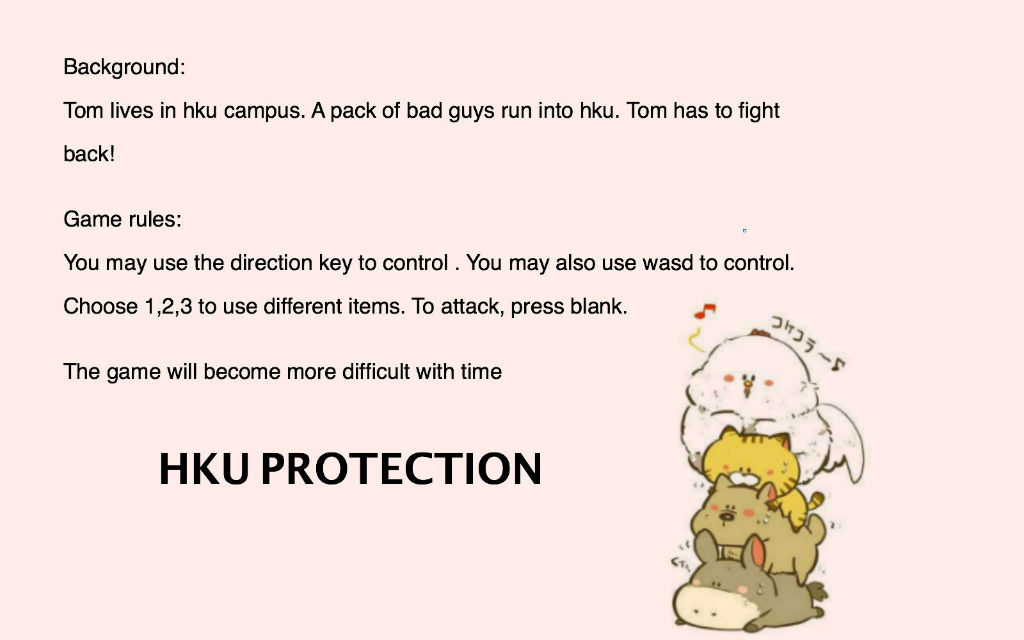 Background:
Tom lives in hku campus. A pack of bad guys run into hku. Tom has to fight
back!
Game rules:
You may use the direction key to control . You may also use wasd to control.
Choose 1,2,3 to use different items. To attack, press blank.
コケコラ〜♪
The game will become more difficult with time
HKU PROTECTION